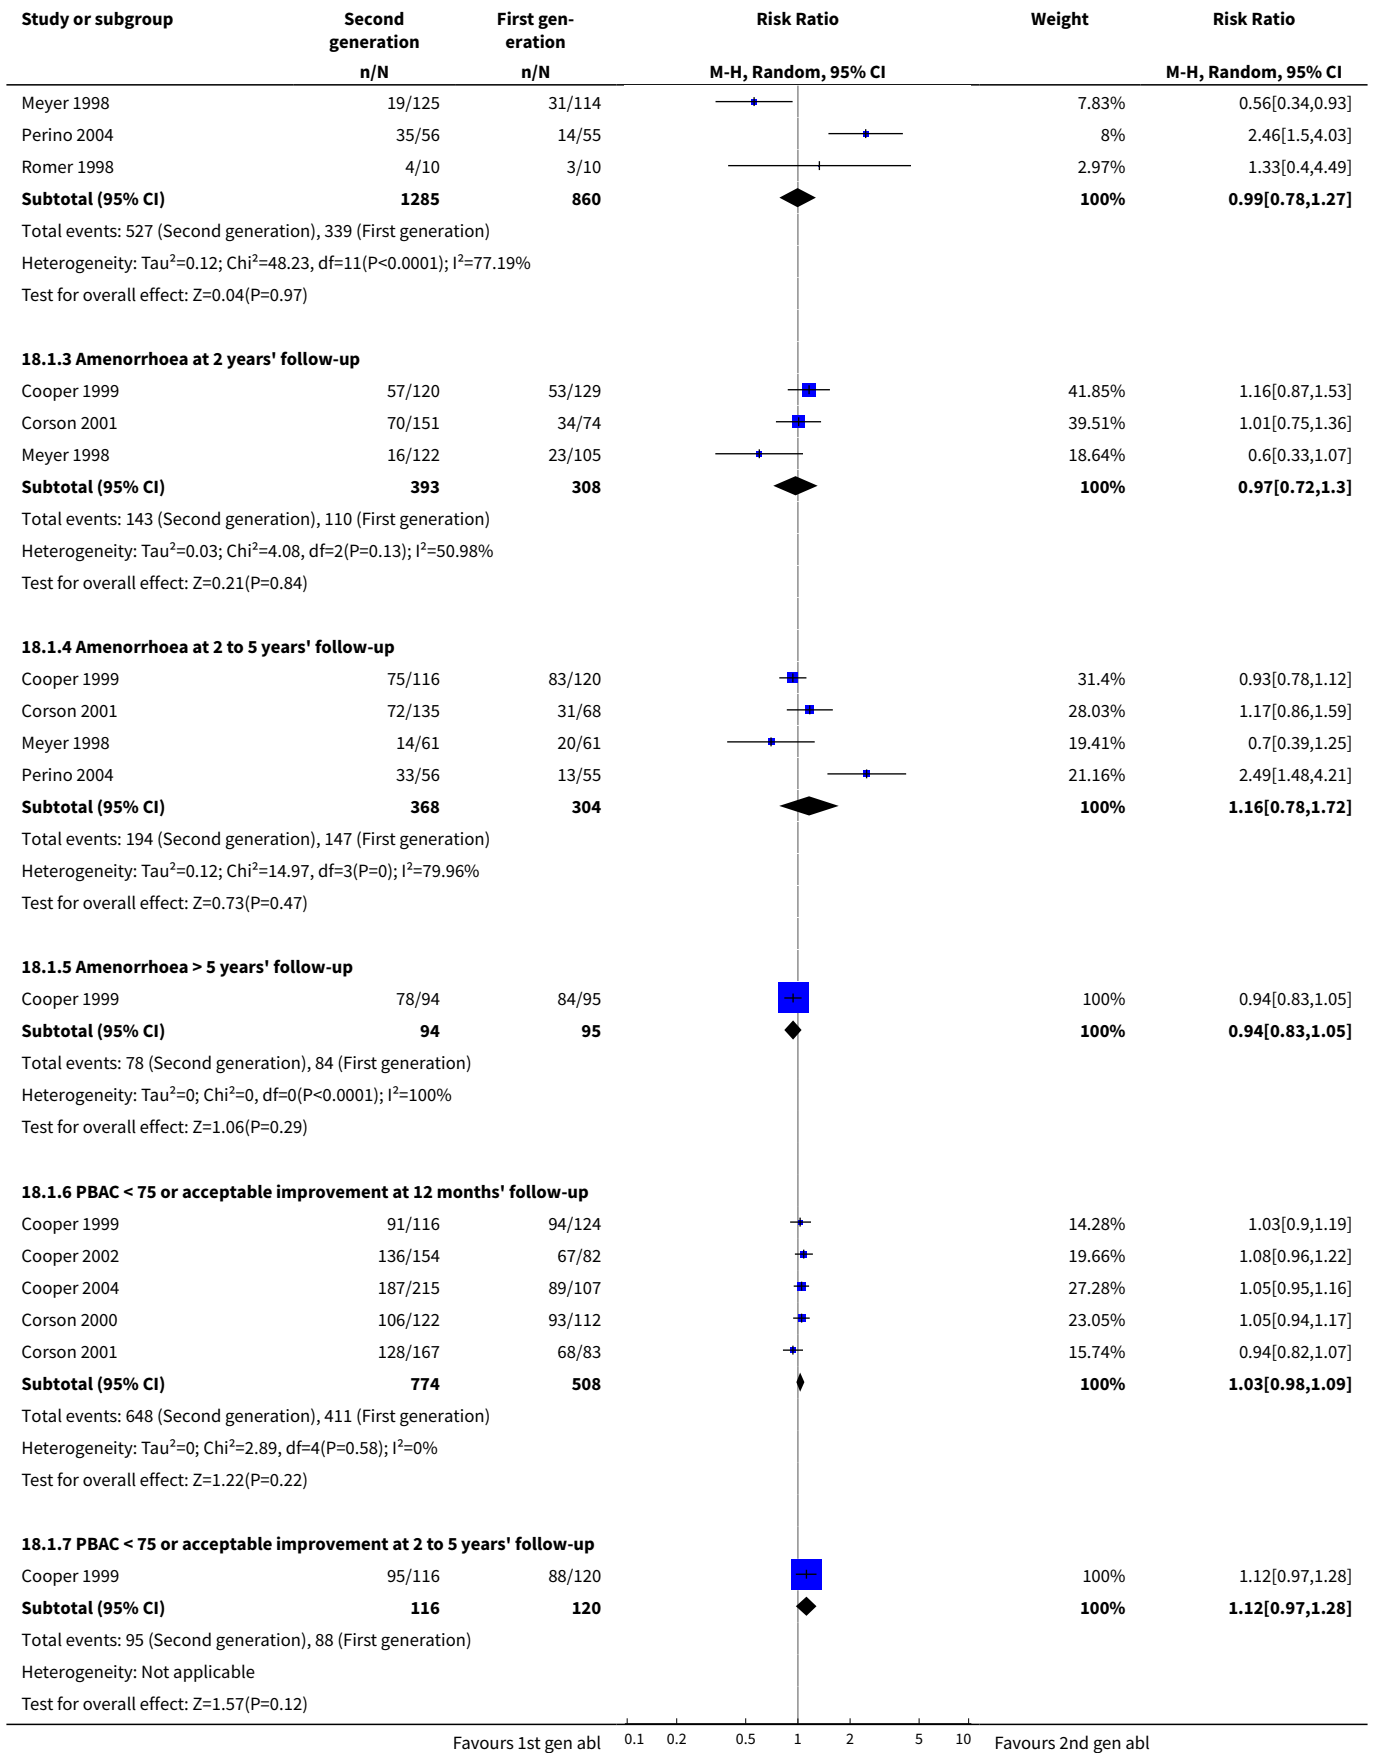 Study or subgroup Second generation First gen-eration Risk Ratio Weight Risk Ratio
n/N n/N M-H, Random, 95% CI M-H, Random, 95% CI
Meyer 1998 19/125 31/114 7.83% 0.56[0.34,0.93]
Perino 2004 35/56 14/55 8% 2.46[1.5,4.03]
Romer 1998 4/10 3/10 2.97% 1.33[0.4,4.49]
Subtotal (95% CI) 1285 860 100% 0.99[0.78,1.27]
Total events: 527 (Second generation), 339 (First generation)
Heterogeneity: Tau²=0.12; Chi²=48.23, df=11(P<0.0001); I²=77.19%
Test for overall effect: Z=0.04(P=0.97)
18.1.3 Amenorrhoea at 2 years' follow-up
Cooper 1999 57/120 53/129 41.85% 1.16[0.87,1.53]
Corson 2001 70/151 34/74 39.51% 1.01[0.75,1.36]
Meyer 1998 16/122 23/105 18.64% 0.6[0.33,1.07]
Subtotal (95% CI) 393 308 100% 0.97[0.72,1.3]
Total events: 143 (Second generation), 110 (First generation)
Heterogeneity: Tau²=0.03; Chi²=4.08, df=2(P=0.13); I²=50.98%
Test for overall effect: Z=0.21(P=0.84)
18.1.4 Amenorrhoea at 2 to 5 years' follow-up
Cooper 1999 75/116 83/120 31.4% 0.93[0.78,1.12]
Corson 2001 72/135 31/68 28.03% 1.17[0.86,1.59]
Meyer 1998 14/61 20/61 19.41% 0.7[0.39,1.25]
Perino 2004 33/56 13/55 21.16% 2.49[1.48,4.21]
Subtotal (95% CI) 368 304 100% 1.16[0.78,1.72]
Total events: 194 (Second generation), 147 (First generation)
Heterogeneity: Tau²=0.12; Chi²=14.97, df=3(P=0); I²=79.96%
Test for overall effect: Z=0.73(P=0.47)
18.1.5 Amenorrhoea > 5 years' follow-up
Cooper 1999 78/94 84/95 100% 0.94[0.83,1.05]
Subtotal (95% CI) 94 95 100% 0.94[0.83,1.05]
Total events: 78 (Second generation), 84 (First generation)
Heterogeneity: Tau²=0; Chi²=0, df=0(P<0.0001); I²=100%
Test for overall effect: Z=1.06(P=0.29)
18.1.6 PBAC < 75 or acceptable improvement at 12 months' follow-up
Cooper 1999 91/116 94/124 14.28% 1.03[0.9,1.19]
Cooper 2002 136/154 67/82 19.66% 1.08[0.96,1.22]
Cooper 2004 187/215 89/107 27.28% 1.05[0.95,1.16]
Corson 2000 106/122 93/112 23.05% 1.05[0.94,1.17]
Corson 2001 128/167 68/83 15.74% 0.94[0.82,1.07]
Subtotal (95% CI) 774 508 100% 1.03[0.98,1.09]
Total events: 648 (Second generation), 411 (First generation)
Heterogeneity: Tau²=0; Chi²=2.89, df=4(P=0.58); I²=0%
Test for overall effect: Z=1.22(P=0.22)
18.1.7 PBAC < 75 or acceptable improvement at 2 to 5 years' follow-up
Cooper 1999 95/116 88/120 100% 1.12[0.97,1.28]
Subtotal (95% CI) 116 120 100% 1.12[0.97,1.28]
Total events: 95 (Second generation), 88 (First generation)
Heterogeneity: Not applicable
Test for overall effect: Z=1.57(P=0.12)
Favours 1st gen abl 0.1 0.2 0.5 1 2 5 10 Favours 2nd gen abl